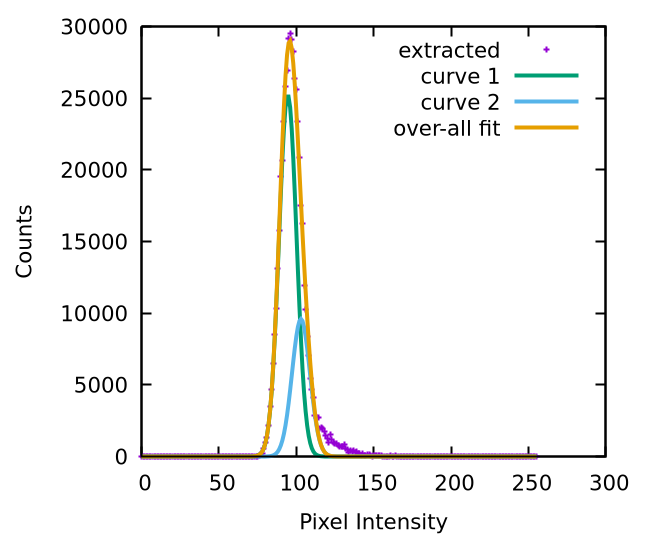 30000
25000
20000
15000
10000
5000
0
Counts
extracted
curve 1
curve 2
over-all fit
0 50 100 150 200 250 300
Pixel Intensity